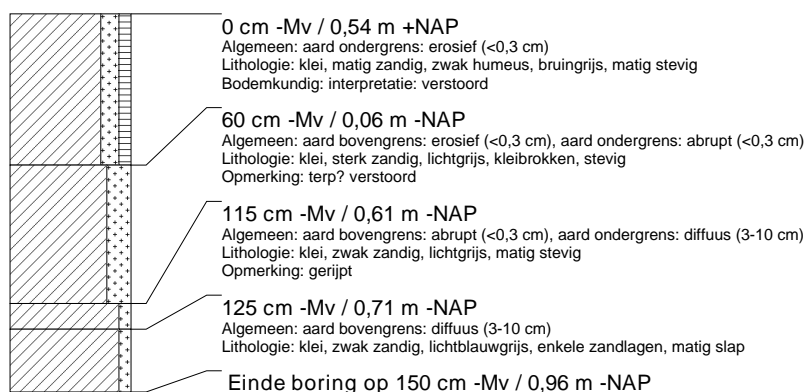 0 cm -Mv / 0,54 m +NAP
Algemeen: aard ondergrens: erosief (<0,3 cm)
Lithologie: klei, matig zandig, zwak humeus, bruingrijs, matig stevig
Bodemkundig: interpretatie: verstoord
60 cm -Mv / 0,06 m -NAP
Algemeen: aard bovengrens: erosief (<0,3 cm), aard ondergrens: abrupt (<0,3 cm)
Lithologie: klei, sterk zandig, lichtgrijs, kleibrokken, stevig
Opmerking: terp? verstoord
115 cm -Mv / 0,61 m -NAP
Algemeen: aard bovengrens: abrupt (<0,3 cm), aard ondergrens: diffuus (3-10 cm)
Lithologie: klei, zwak zandig, lichtgrijs, matig stevig
Opmerking: gerijpt
125 cm -Mv / 0,71 m -NAP
Algemeen: aard bovengrens: diffuus (3-10 cm)
Lithologie: klei, zwak zandig, lichtblauwgrijs, enkele zandlagen, matig slap
Einde boring op 150 cm -Mv / 0,96 m -NAP